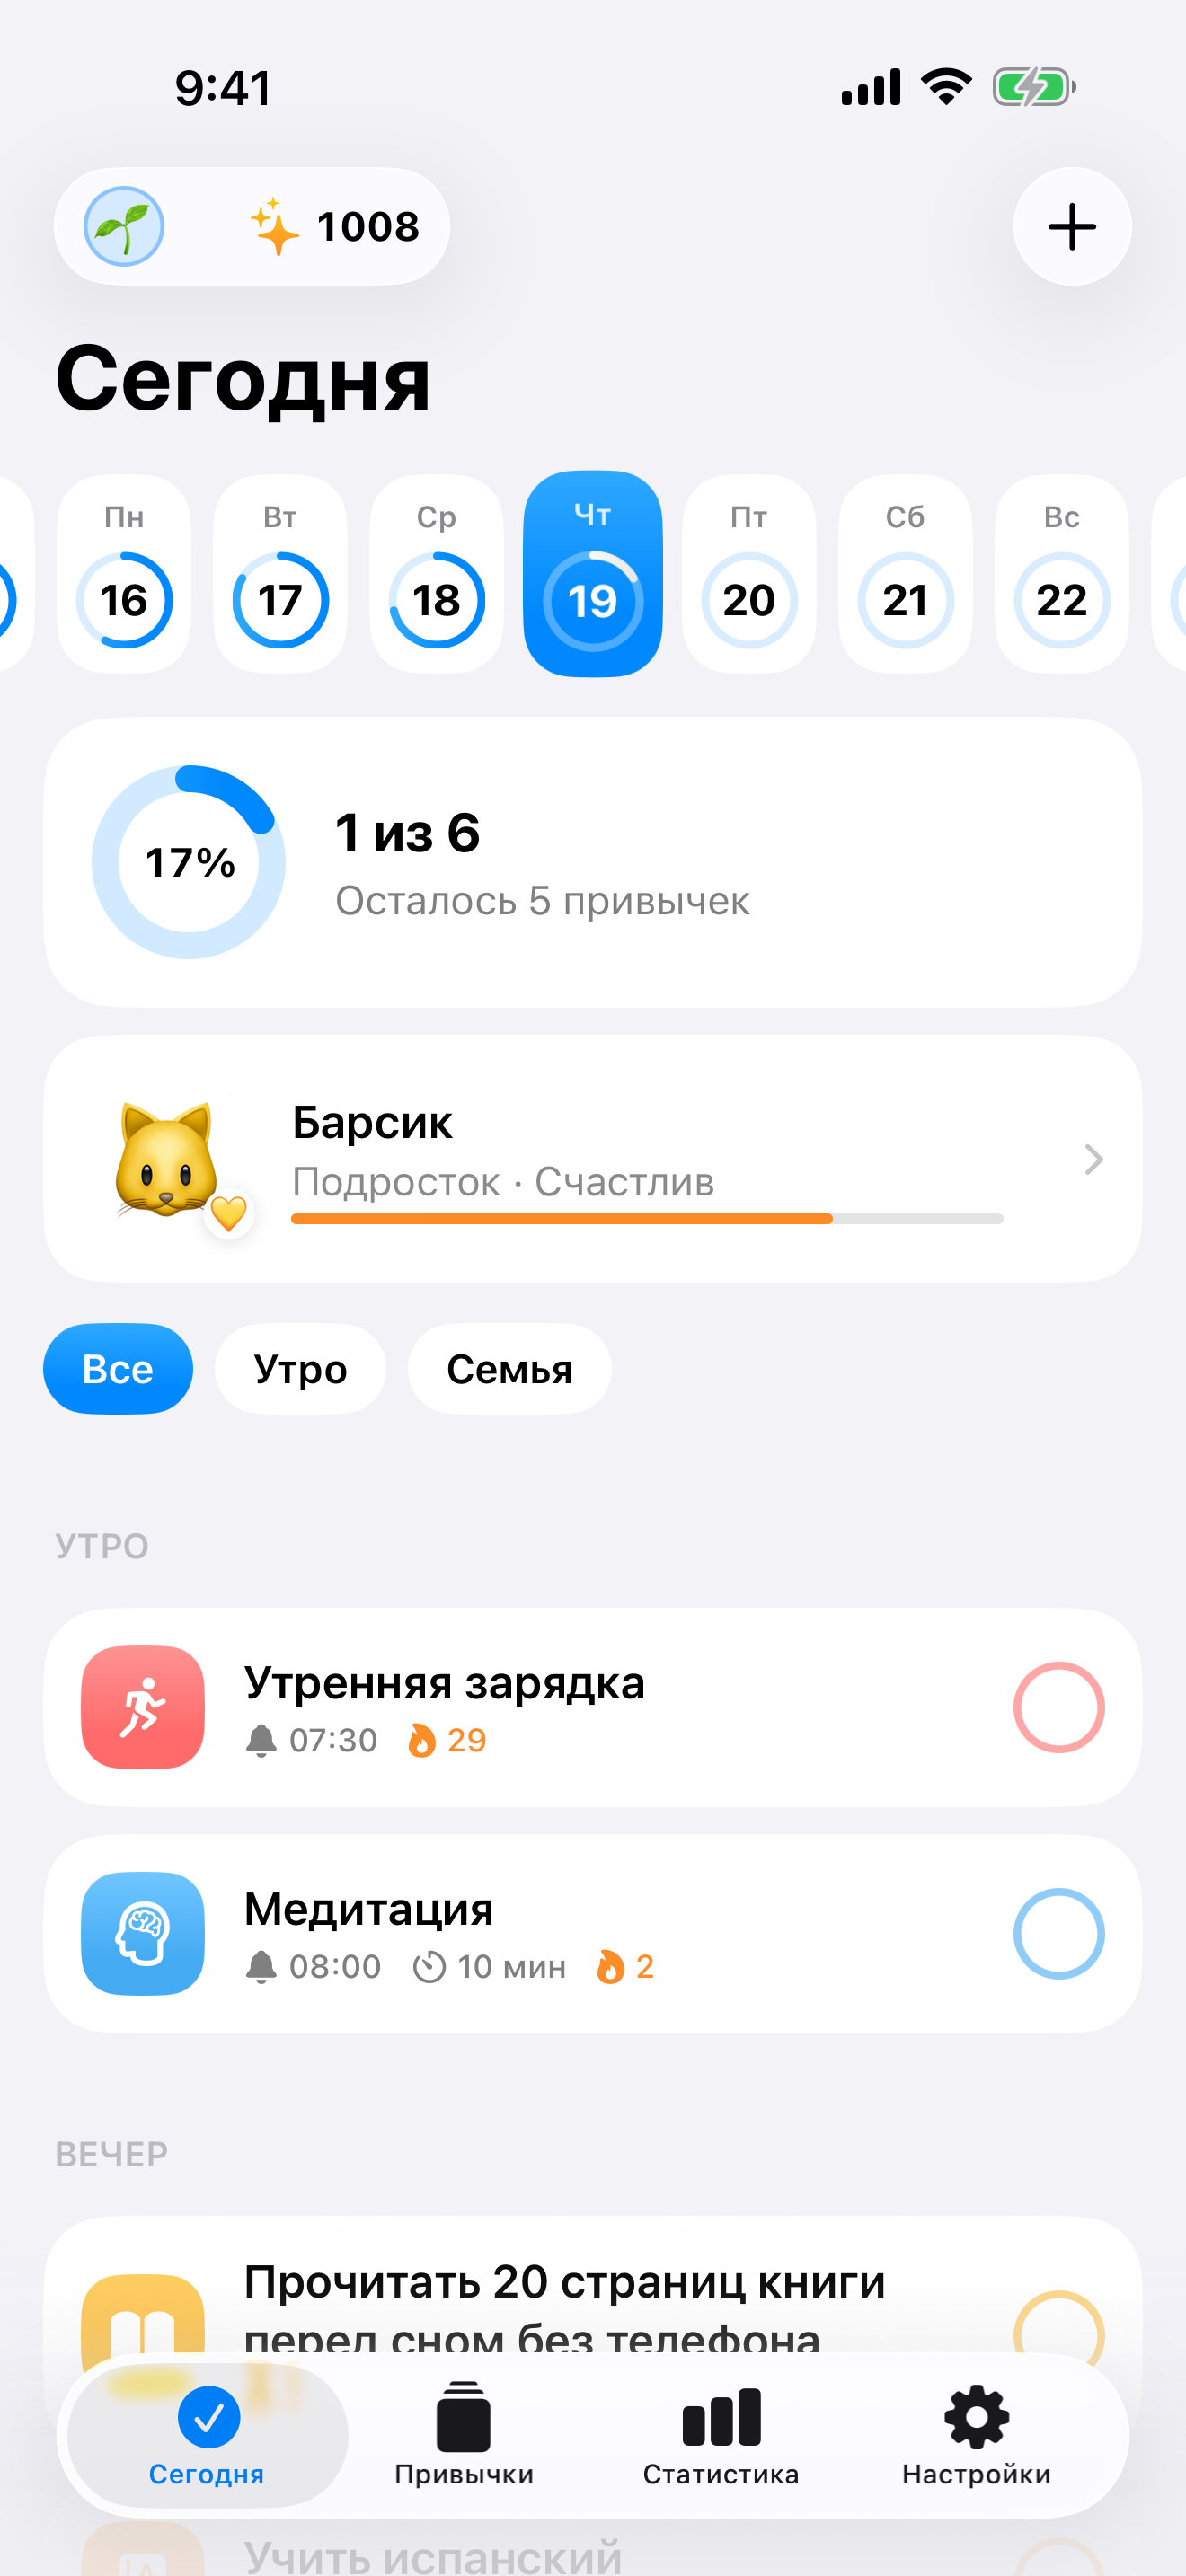 9:41
1008
Сегодня
Пн Вт Ср Чт Пт Сб Вс
16 17 18 19 20 21 22
17%
1 из 6
Осталось 5 привычек
Барсик
Подросток · Счастлив
Все Утро Семья
УТРО
Утренняя зарядка
07:30 29
Медитация
08:00 10 мин 2
ВЕЧЕР
Прочитать 20 страниц книги
перед сном без телефона
Сегодня Привычки Статистика Настройки
Учить испанский